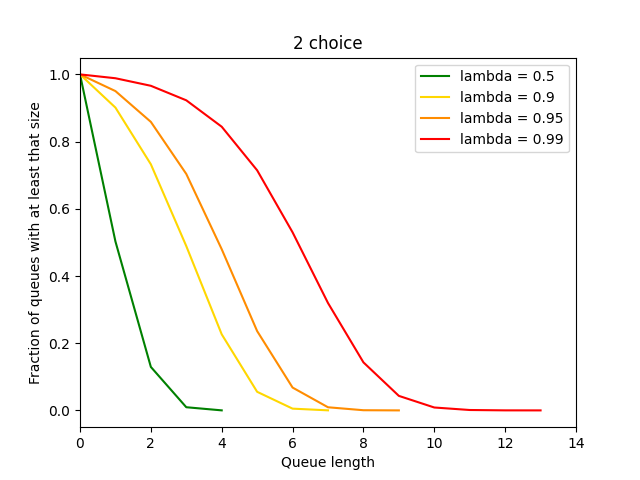 2 choice
Fraction of queues with at least that size
1.0
0.8
0.6
0.4
0.2
0.0
lambda = 0.5
lambda = 0.9
lambda = 0.95
lambda = 0.99
0 2 4 6 8 10 12 14
Queue length